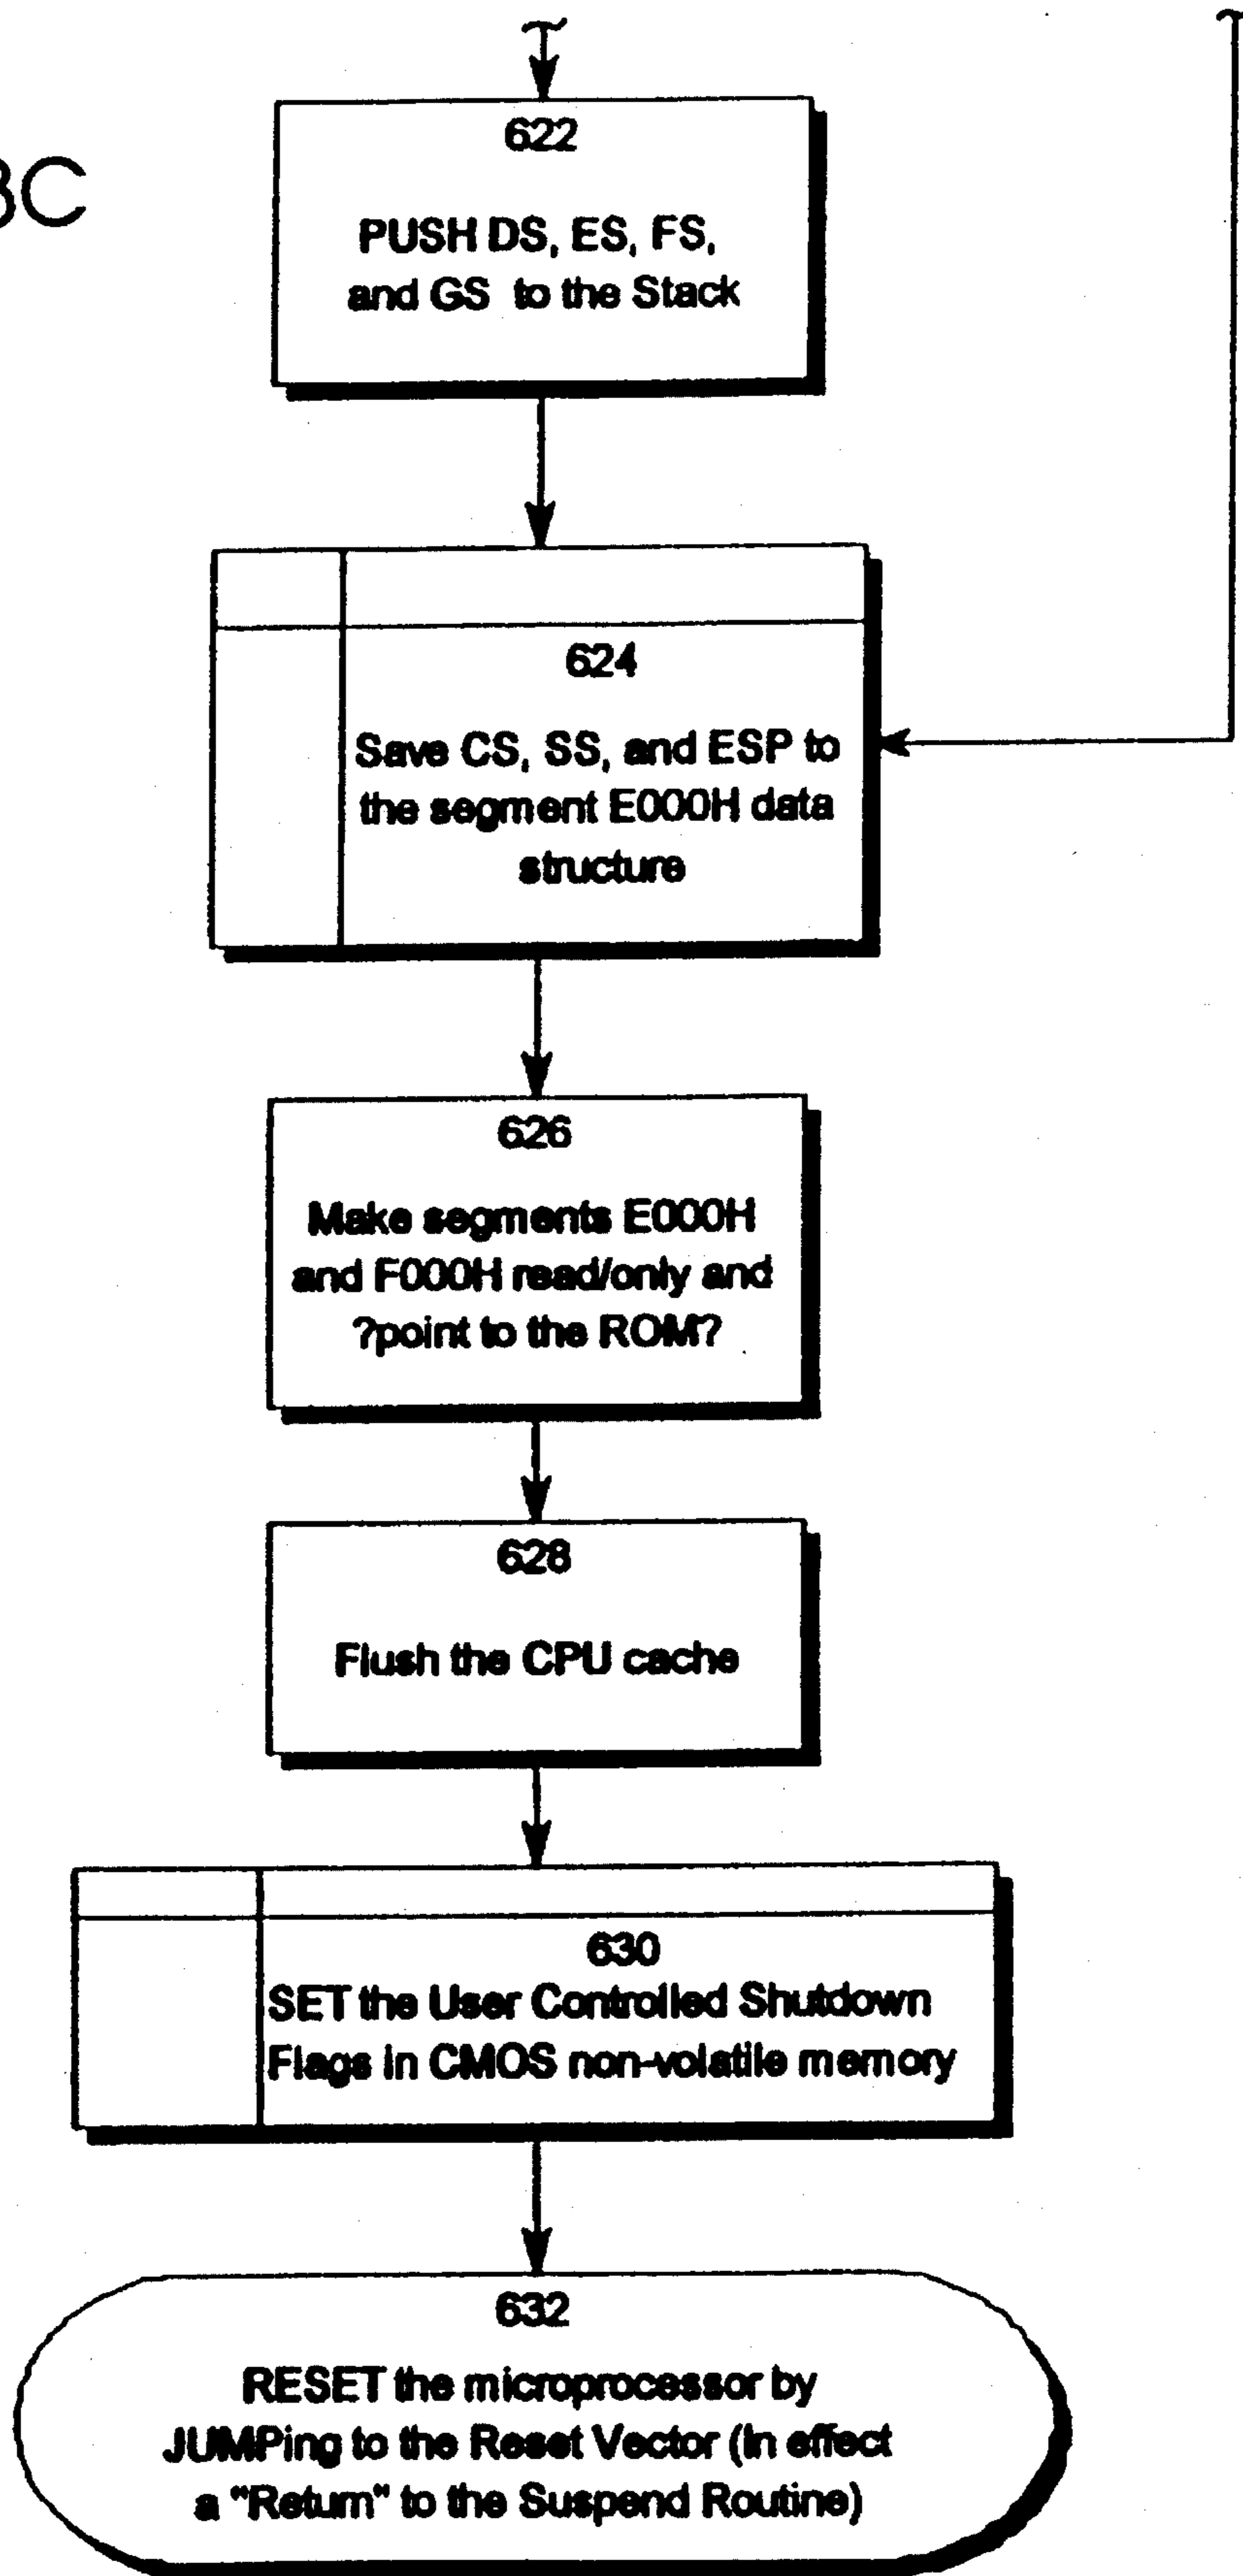 3C
622
PUSH DS, ES, FS,
and GS to the Stack
624
Save CS, SS, and ESP to
the segment E000H data
structure
626
Make segments E000H
and F000H read/only and
?point to the ROM?
628
Flush the CPU cache
630
SET the User Controlled Shutdown
Flags in CMOS non-volatile memory
632
RESET the microprocessor by
JUMPing to the Reset Vector (In effect
a "Return" to the Suspend Routine)